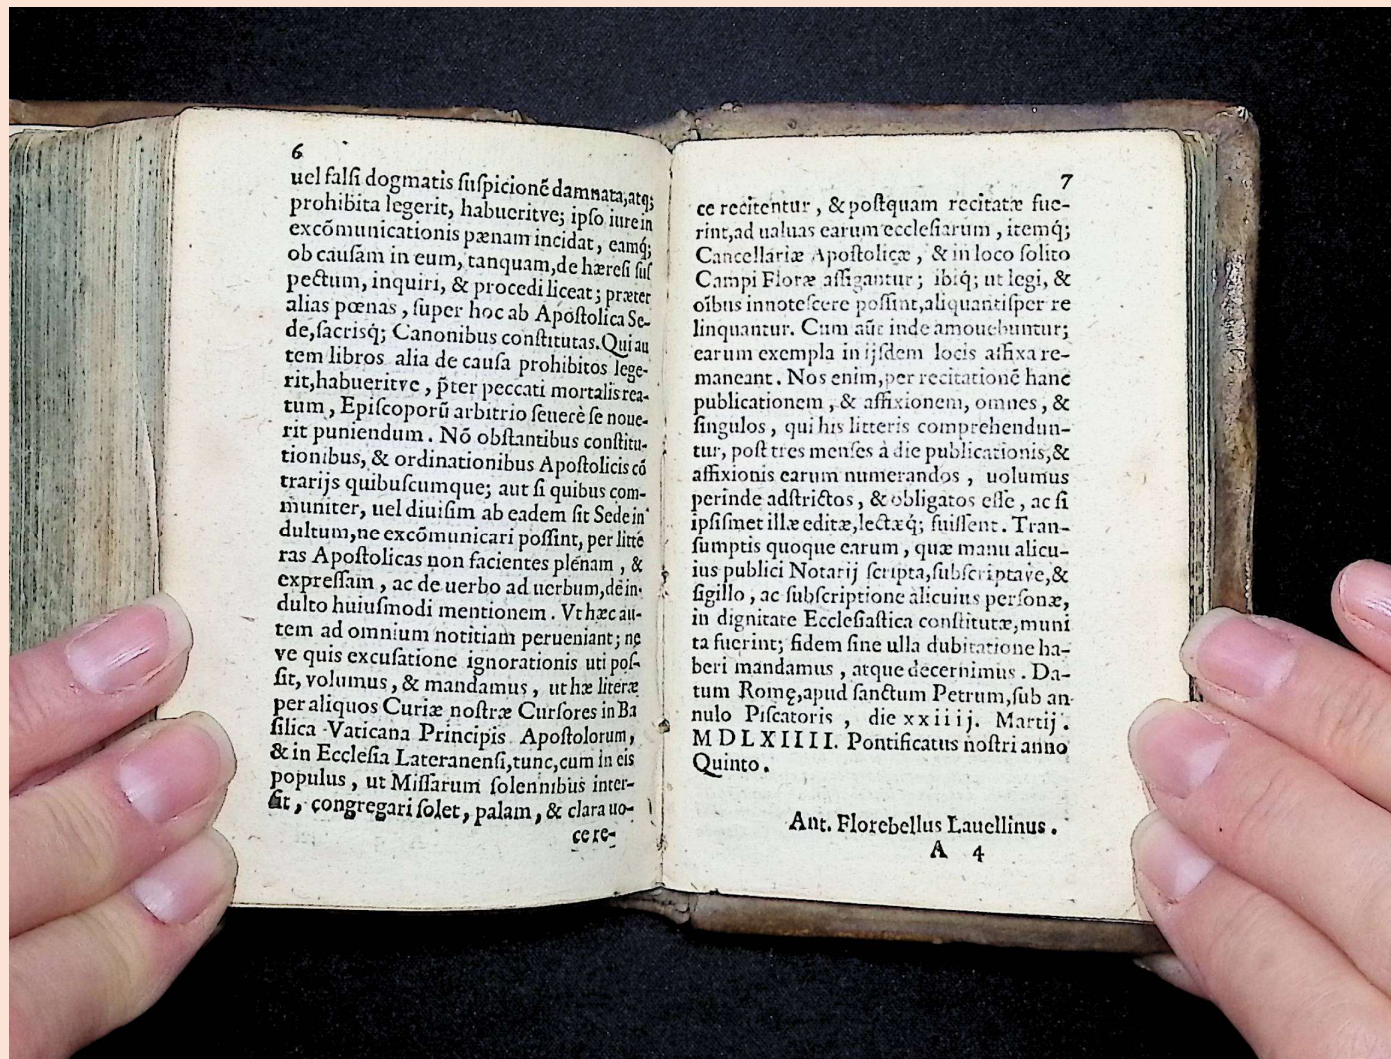 6
uel falsi dogmatis suspicionē damnata, atq;
prohibita legerit, habueritve; ipso iure in
excōmunicationis pænam incidat, eamq́;
ob causam in eum, tanquam, de hæresi sus
pectum, inquiri, & procedi liceat; præter
alias pœnas, super hoc ab Apostolica Se-
de, sacrisq́; Canonibus constitutas. Qui au
tem libros alia de causa prohibitos lege-
rit, habueritve, p̄ter peccati mortalis rea-
tum, Episcoporū arbitrio seuerè se noue-
rit puniendum. Nō obstantibus constitu-
tionibus, & ordinationibus Apostolicis cō
trarijs quibuscumque; aut si quibus com-
muniter, uel diuisim ab eadem sit Sede in
dultum, ne excōmunicari possint, per litte
ras Apostolicas non facientes plenam, &
expressam, ac de uerbo ad uerbum, de in-
dulto huiusmodi mentionem. Vt hæc au-
tem ad omnium notitiam perueniant; ne
ve quis excusatione ignorationis uti pos-
sit, volumus, & mandamus, ut hæ literæ
per aliquos Curiæ nostræ Cursores in Ba
silica Vaticana Principis Apostolorum,
& in Ecclesia Lateranensi, tunc, cum in eis
populus, ut Missarum solennibus inter-
sit, congregari solet, palam, & clara uo-
ce re-
7
ce recitentur, & postquam recitatæ fue-
rint, ad ualuas earum ecclesiarum, itemq́;
Cancellariæ Apostolicæ, & in loco solito
Campi Floræ affigantur; ibiq́; ut legi, &
oībus innotescere possint, aliquantisper re
linquantur. Cum aūt inde amouebuntur;
earum exempla in ijsdem locis affixa re-
maneant. Nos enim, per recitationē hanc
publicationem, & affixionem, omnes, &
singulos, qui his litteris comprehendun-
tur, post tres menses à die publicationis, &
affixionis earum numerandos, uolumus
perinde adstrictos, & obligatos esse, ac si
ipsismet illæ editæ, lectæq́; fuissent. Tran-
sumptis quoque earum, quæ manu alicu-
ius publici Notarij scripta, subscriptave, &
sigillo, ac subscriptione alicuius personæ,
in dignitate Ecclesiastica constitutæ, muni
ta fuerint; fidem sine ulla dubitatione ha-
beri mandamus, atque decernimus. Da-
tum Romę, apud sanctum Petrum, sub an
nulo Piscatoris, die xxiiij. Martij.
MDLXIIII. Pontificatus nostri anno
Quinto.
Ant. Florebellus Lauellinus.
A 4